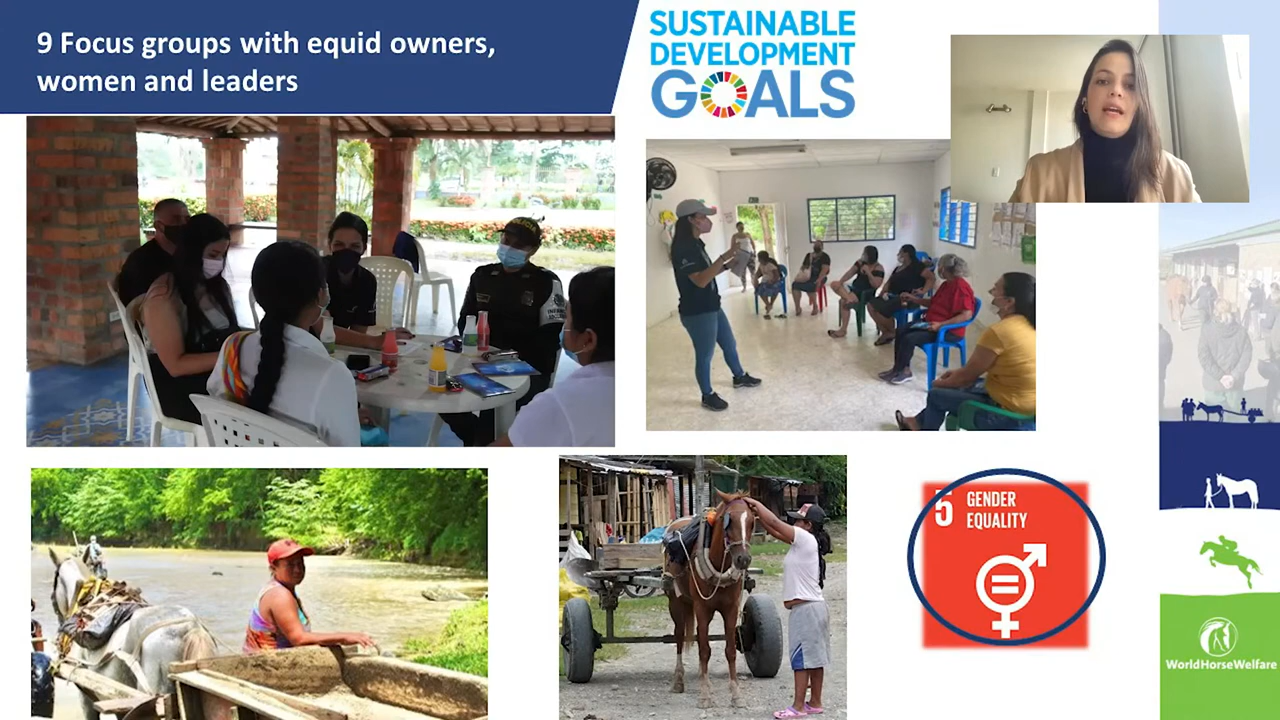 9 Focus groups with equid owners,
women and leaders
SUSTAINABLE
DEVELOPMENT
GOALS
5 GENDER
EQUALITY
WorldHorseWelfare